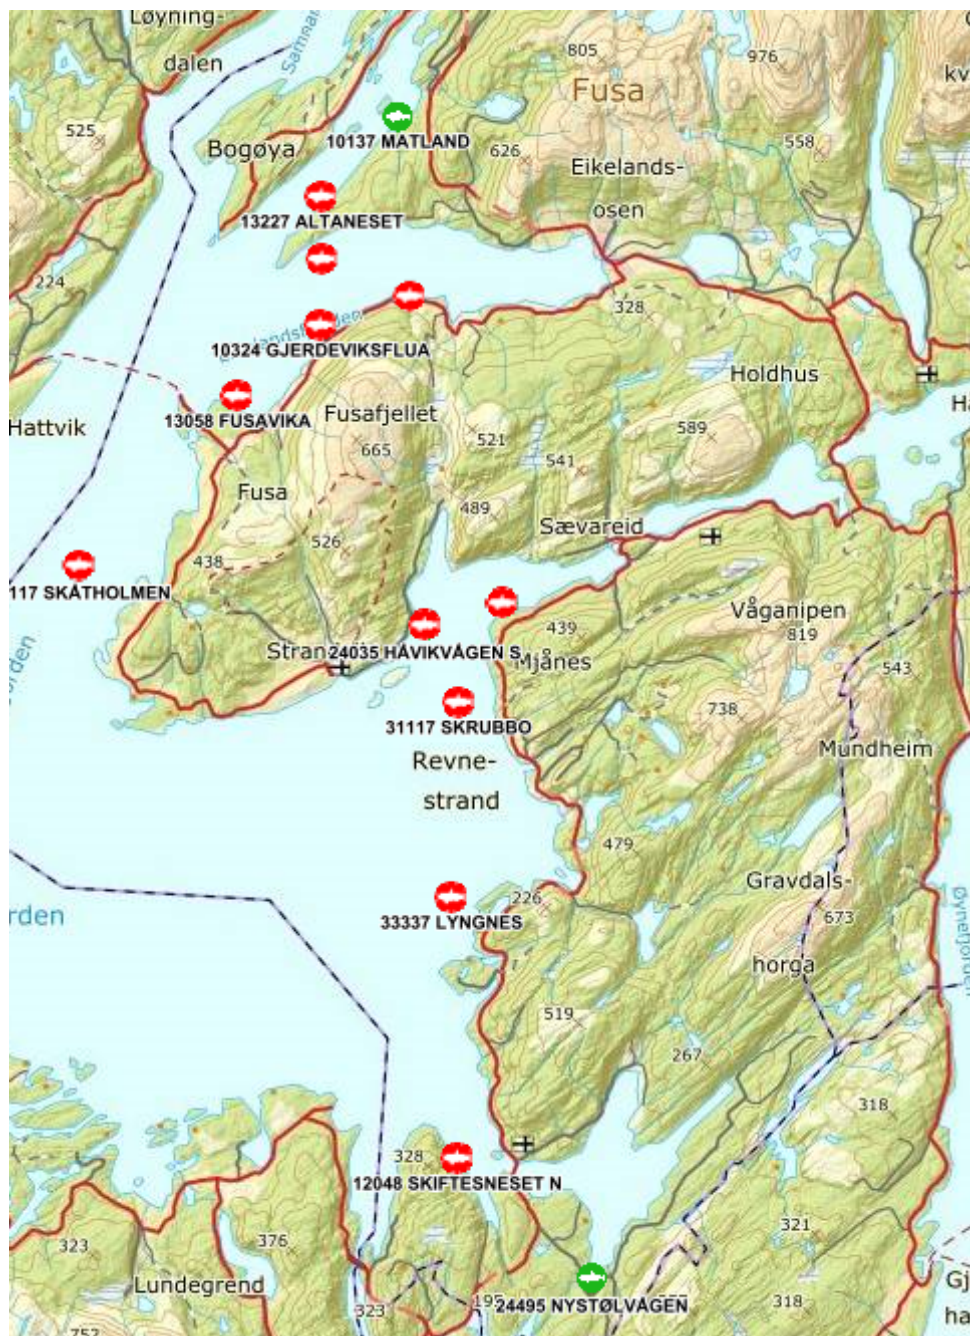 Løyning-
dalen
805
976
Fusa
kv
525
10137 MATLAND
Bogøya
626
558
Eikelands-
osen
13227 ALTANESET
224
328
10324 GJERDEVIKSFLUA
Holdhus
13058 FUSAVIKA
Fusafjellet
Hattvik
521
589
665
541
Fusa
489
Sævareid
526
438
117 SKÅTHOLMEN
Våganipen
439
819
24035 HÅVIKVÅGEN S
Mjånes
543
31117 SKRUBBO
738
Revne-
strand
Mundheim
479
Gravdals-
226
rden
33337 LYNGNES
673
horga
519
267
318
328
12048 SKIFTESNESET N
323
376
321
Lundegrend
24495 NYSTØLVÅGEN
323
195
318
Gj
ha